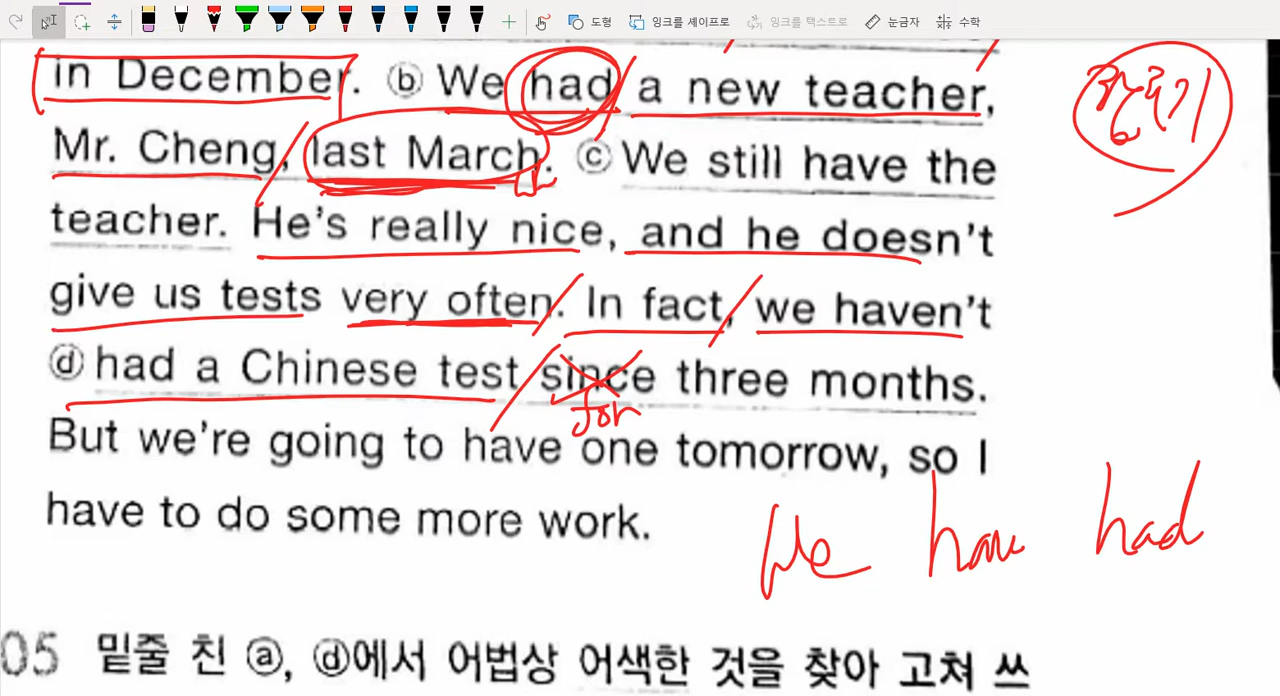 도형 잉크를 셰이프로 잉크를 텍스트로 눈금자 수학
in December. ⓑ We had a new teacher,
Mr. Cheng, last March. ⓒ We still have the
teacher. He's really nice, and he doesn't
give us tests very often. In fact, we haven't
ⓓ had a Chinese test since three months.
for
But we're going to have one tomorrow, so I
have to do some more work.
We have had
05 밑줄 친 ⓐ, ⓓ에서 어법상 어색한 것을 찾아 고쳐 쓰